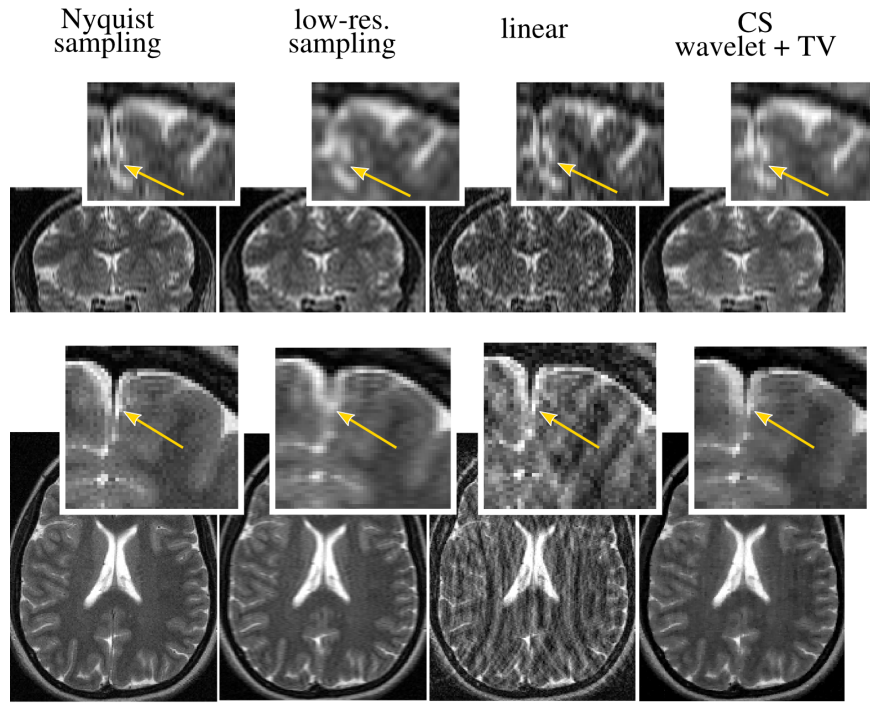 Nyquist
sampling
low-res.
sampling
linear
CS
wavelet + TV